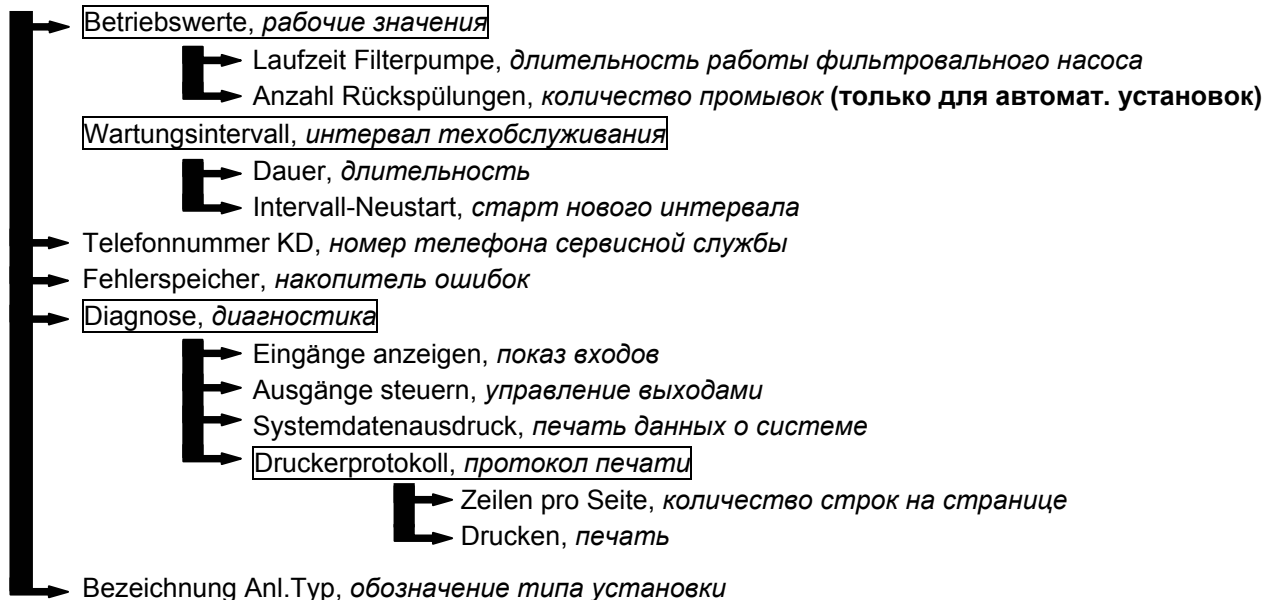 Betriebswerte, рабочие значения
Laufzeit Filterpumpe, длительность работы фильтровального насоса
Anzahl Rückspülungen, количество промывок (только для автомат. установок)
Wartungsintervall, интервал техобслуживания
Dauer, длительность
Intervall-Neustart, старт нового интервала
Telefonnummer KD, номер телефона сервисной службы
Fehlerspeicher, накопитель ошибок
Diagnose, диагностика
Eingänge anzeigen, показ входов
Ausgänge steuern, управление выходами
Systemdatenausdruck, печать данных о системе
Druckerprotokoll, протокол печати
Zeilen pro Seite, количество строк на странице
Drucken, печать
Bezeichnung Anl.Typ, обозначение типа установки